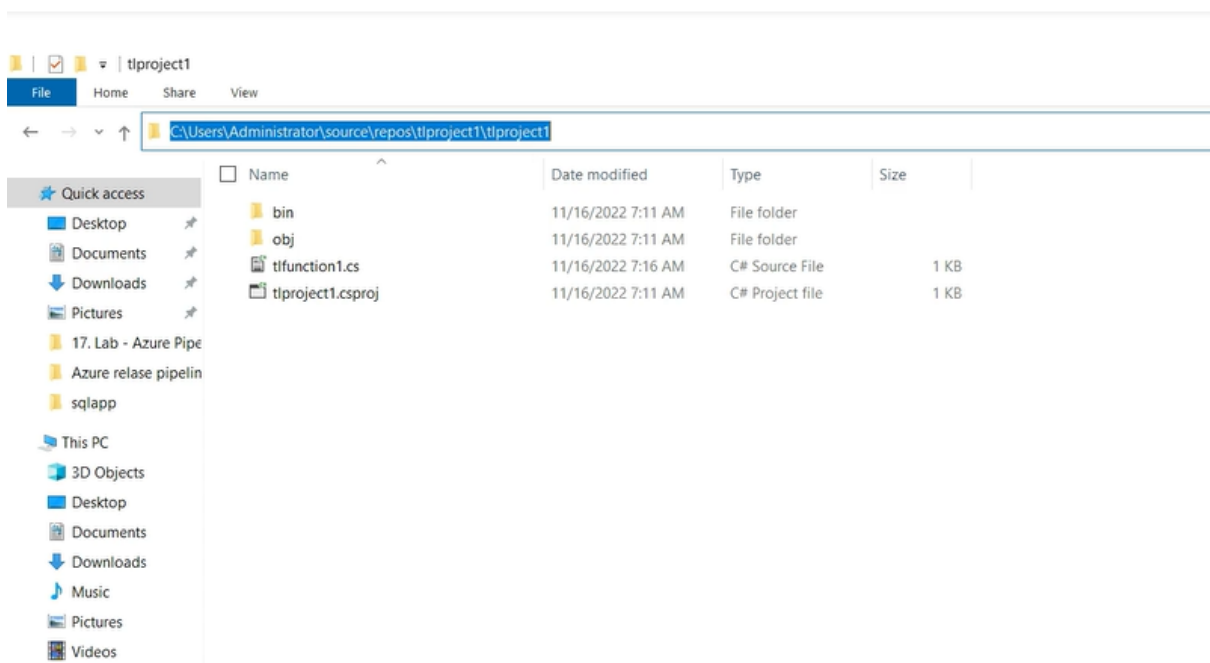 tlproject1
File Home Share View
C:\Users\Administrator\source\repos\tlproject1\tlproject1
Name Date modified Type Size
Quick access
Desktop
Documents
Downloads
Pictures
17. Lab - Azure Pipe
Azure relase pipelin
sqlapp
This PC
3D Objects
Desktop
Documents
Downloads
Music
Pictures
Videos
bin 11/16/2022 7:11 AM File folder
obj 11/16/2022 7:11 AM File folder
tlfunction1.cs 11/16/2022 7:16 AM C# Source File 1 KB
tlproject1.csproj 11/16/2022 7:11 AM C# Project file 1 KB